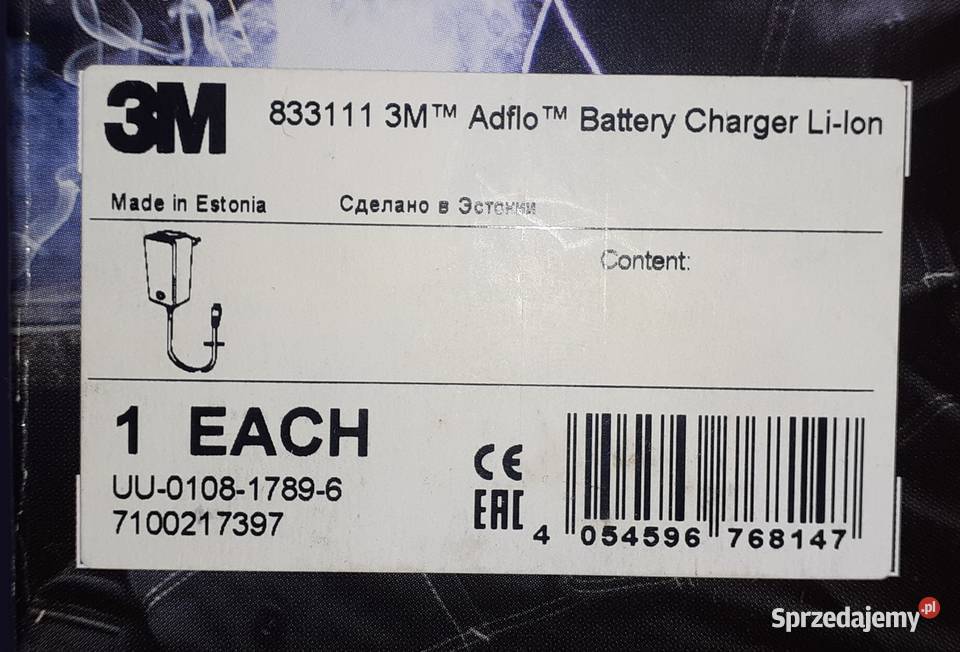 3M 833111 3M™ Adflo™ Battery Charger Li-Ion
Made in Estonia Сделано в Эстонии
Content:
1 EACH
UU-0108-1789-6
7100217397
CE
EAC
4 054596 768147
Sprzedajemy.pl